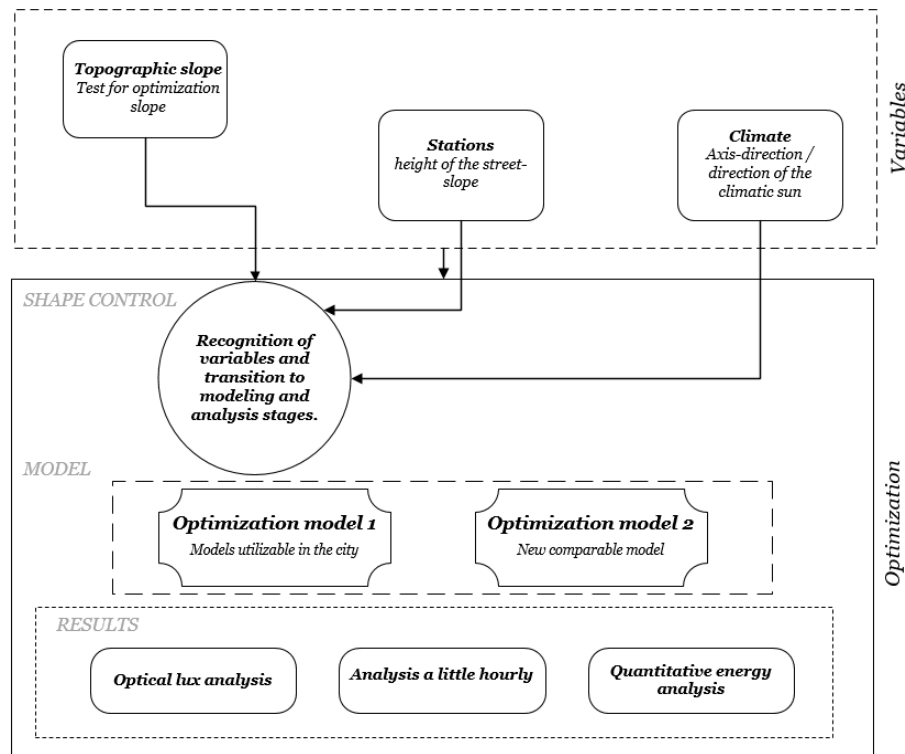 Topographic slope
Test for optimization
slope
Stations
height of the street-
slope
Climate
Axis-direction /
direction of the
climatic sun
Variables
SHAPE CONTROL
Recognition of
variables and
transition to
modeling and
analysis stages.
MODEL
Optimization model 1
Models utilizable in the city
Optimization model 2
New comparable model
Optimization
RESULTS
Optical lux analysis
Analysis a little hourly
Quantitative energy
analysis